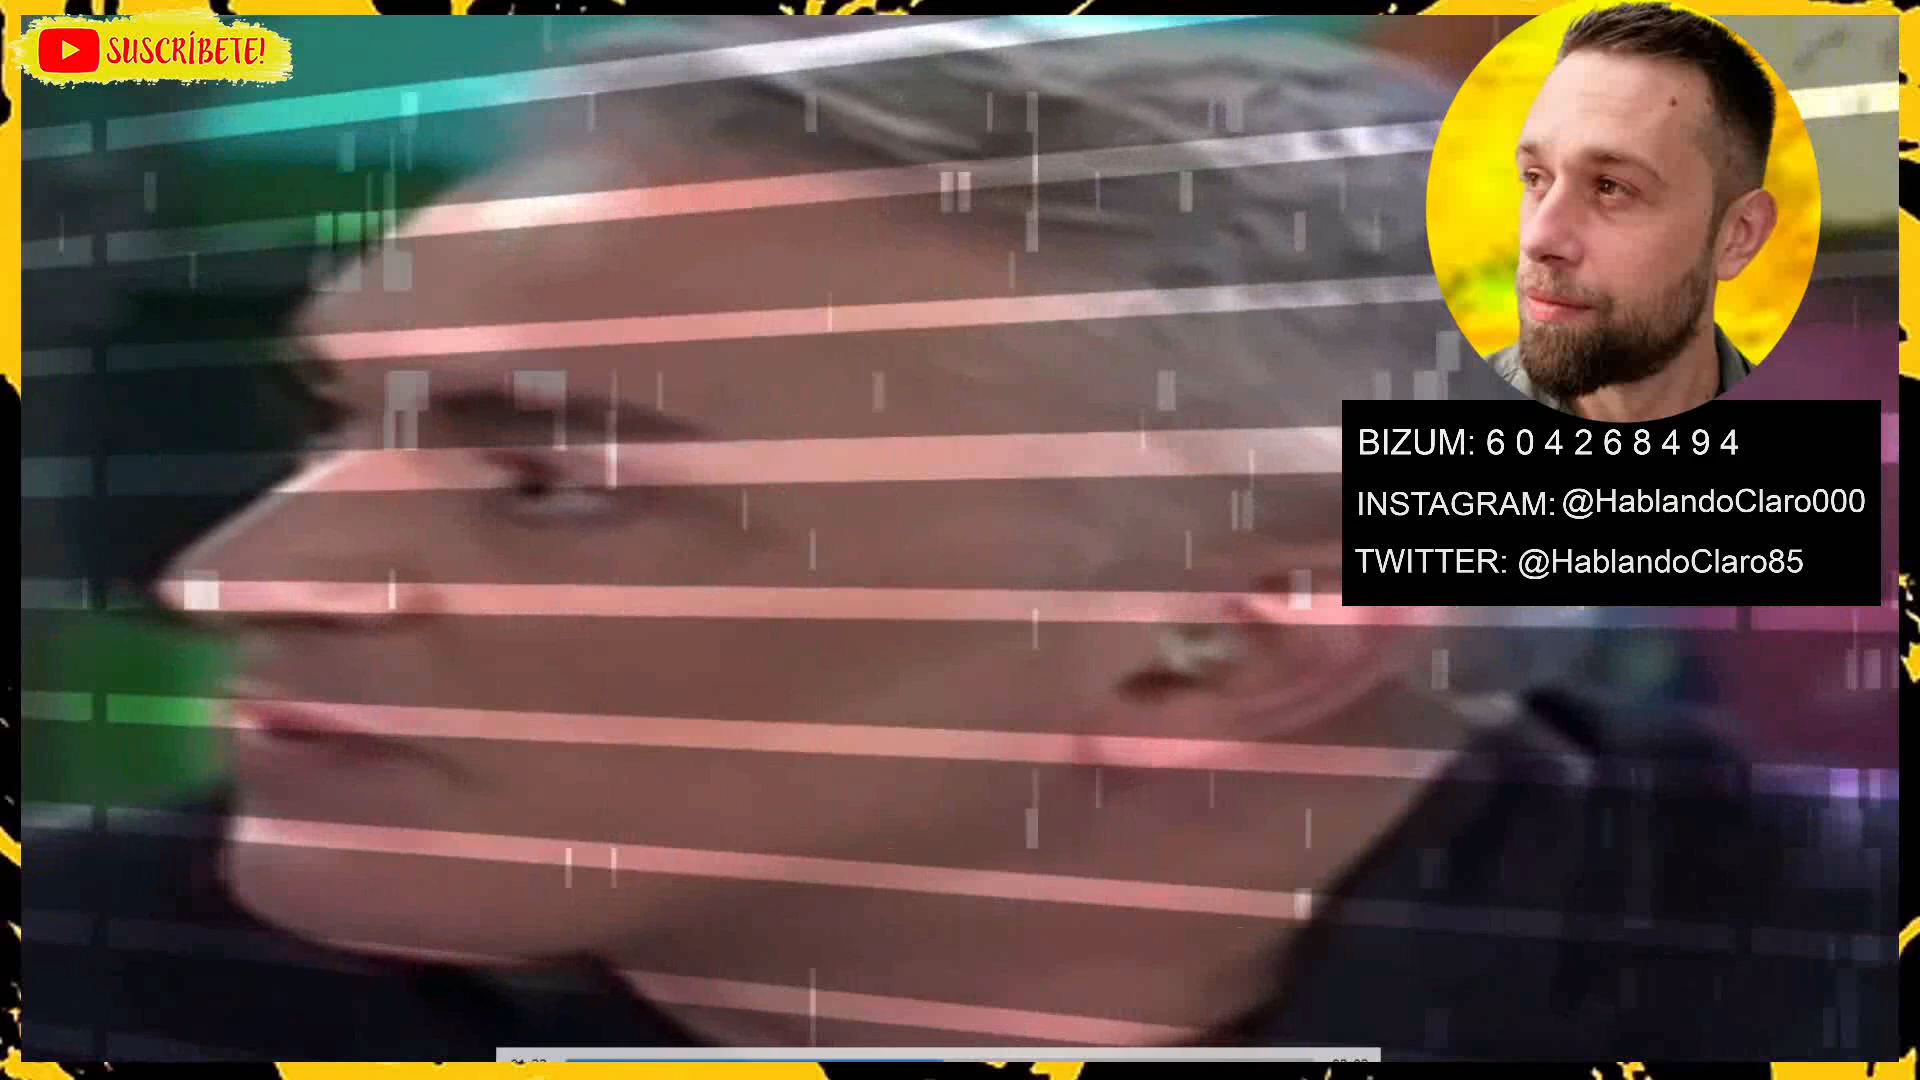 SUSCRÍBETE!
BIZUM: 6 0 4 2 6 8 4 9 4
INSTAGRAM: @HablandoClaro000
TWITTER: @HablandoClaro85